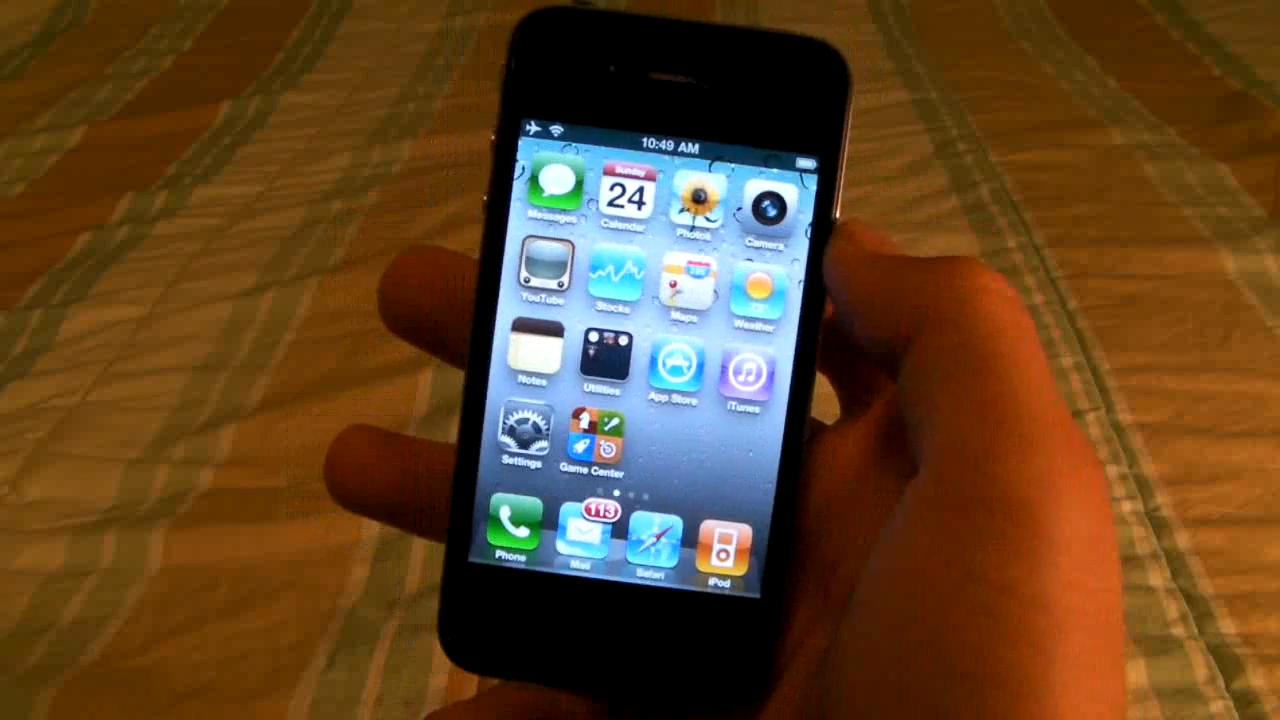 10:49 AM
Sunday
24
Messages
Calendar
Photos
Camera
YouTube
Stocks
Maps
Weather
Notes
Utilities
App Store
iTunes
Settings
Game Center
113
Phone
Mail
Safari
iPod